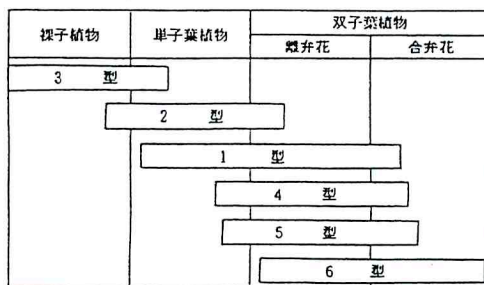 裸子植物 単子葉植物 双子葉植物
離弁花 合弁花
3 型
2 型
1 型
4 型
5 型
6 型